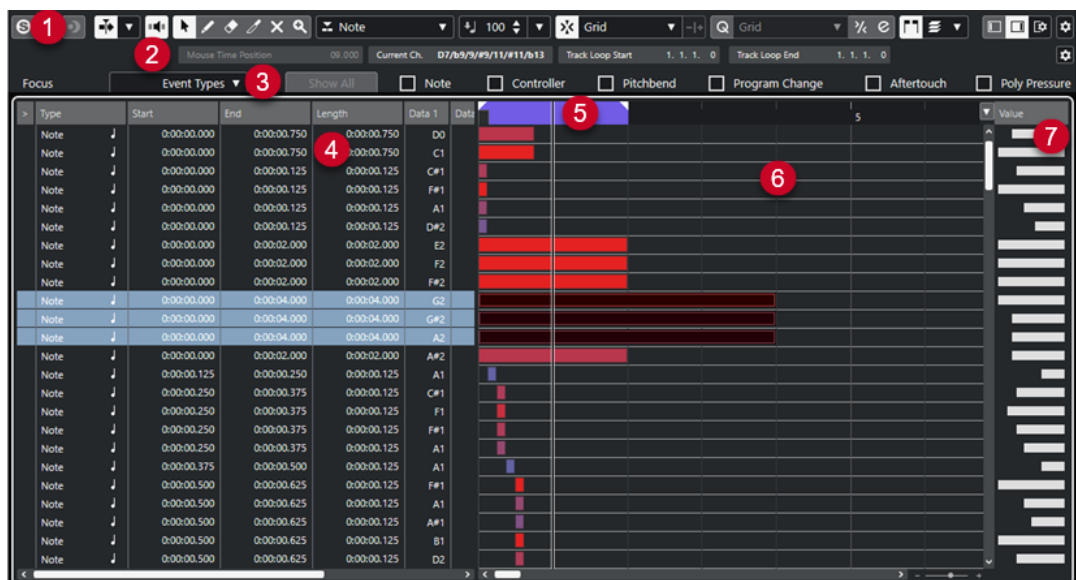 S 1 Note 100 Grid Q Grid e
2 Mouse Time Position 09.000 Current Ch. D7/b9/9/#9/11/#11/b13 Track Loop Start 1. 1. 1. 0 Track Loop End 1. 1. 1. 0
Focus Event Types 3 Show All Note Controller Pitchbend Program Change Aftertouch Poly Pressure
> Type Start End Length Data 1 Data 5 5 Value
Note 0:00:00.000 0:00:00.750 0:00:00.750 D0 7
Note 0:00:00.000 0:00:00.750 4 0:00:00.750 C1
Note 0:00:00.000 0:00:00.125 0:00:00.125 C#1 6
Note 0:00:00.000 0:00:00.125 0:00:00.125 F#1
Note 0:00:00.000 0:00:00.125 0:00:00.125 A1
Note 0:00:00.000 0:00:00.125 0:00:00.125 D#2
Note 0:00:00.000 0:00:02.000 0:00:02.000 E2
Note 0:00:00.000 0:00:02.000 0:00:02.000 F2
Note 0:00:00.000 0:00:02.000 0:00:02.000 F#2
Note 0:00:00.000 0:00:04.000 0:00:04.000 G2
Note 0:00:00.000 0:00:04.000 0:00:04.000 G#2
Note 0:00:00.000 0:00:04.000 0:00:04.000 A2
Note 0:00:00.000 0:00:02.000 0:00:02.000 A#2
Note 0:00:00.125 0:00:00.250 0:00:00.125 A1
Note 0:00:00.250 0:00:00.375 0:00:00.125 C#1
Note 0:00:00.250 0:00:00.375 0:00:00.125 F1
Note 0:00:00.250 0:00:00.375 0:00:00.125 F#1
Note 0:00:00.250 0:00:00.375 0:00:00.125 A1
Note 0:00:00.375 0:00:00.500 0:00:00.125 A1
Note 0:00:00.500 0:00:00.625 0:00:00.125 F#1
Note 0:00:00.500 0:00:00.625 0:00:00.125 A1
Note 0:00:00.500 0:00:00.625 0:00:00.125 A#1
Note 0:00:00.500 0:00:00.625 0:00:00.125 B1
Note 0:00:00.500 0:00:00.625 0:00:00.125 D2